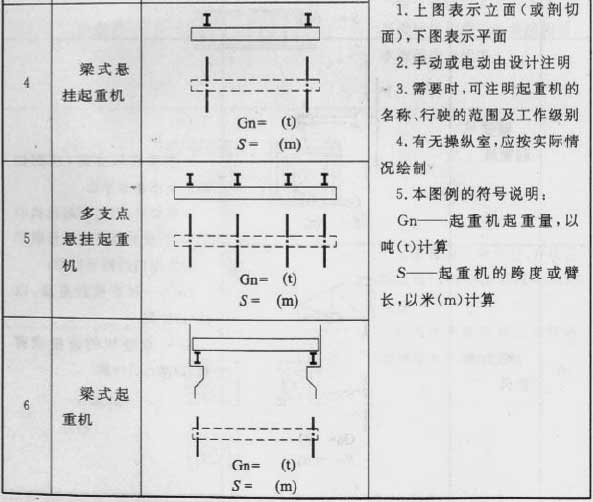 4
梁式悬
挂起重机
Gn= (t)
S= (m)
5
多支点
悬挂起重
机
Gn= (t)
S= (m)
6
梁式起
重机
Gn= (t)
S= (m)
1. 上图表示立面(或剖切
面),下图表示平面
2. 手动或电动由设计注明
3. 需要时,可注明起重机的
名称、行驶的范围及工作级别
4. 有无操纵室,应按实际情
况绘制
5. 本图例的符号说明:
Gn——起重机起重量,以
吨(t)计算
S——起重机的跨度或臂
长,以米(m)计算